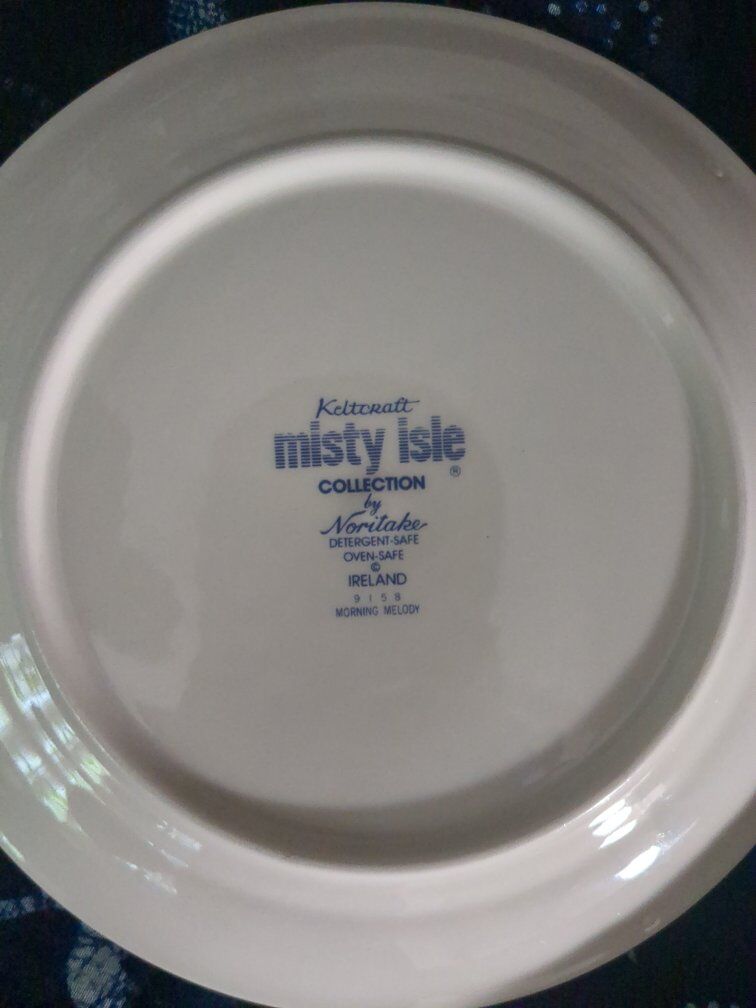 Keltcraft
misty isle
®
COLLECTION
by
Noritake
DETERGENT-SAFE
OVEN-SAFE
©
IRELAND
9158
MORNING MELODY